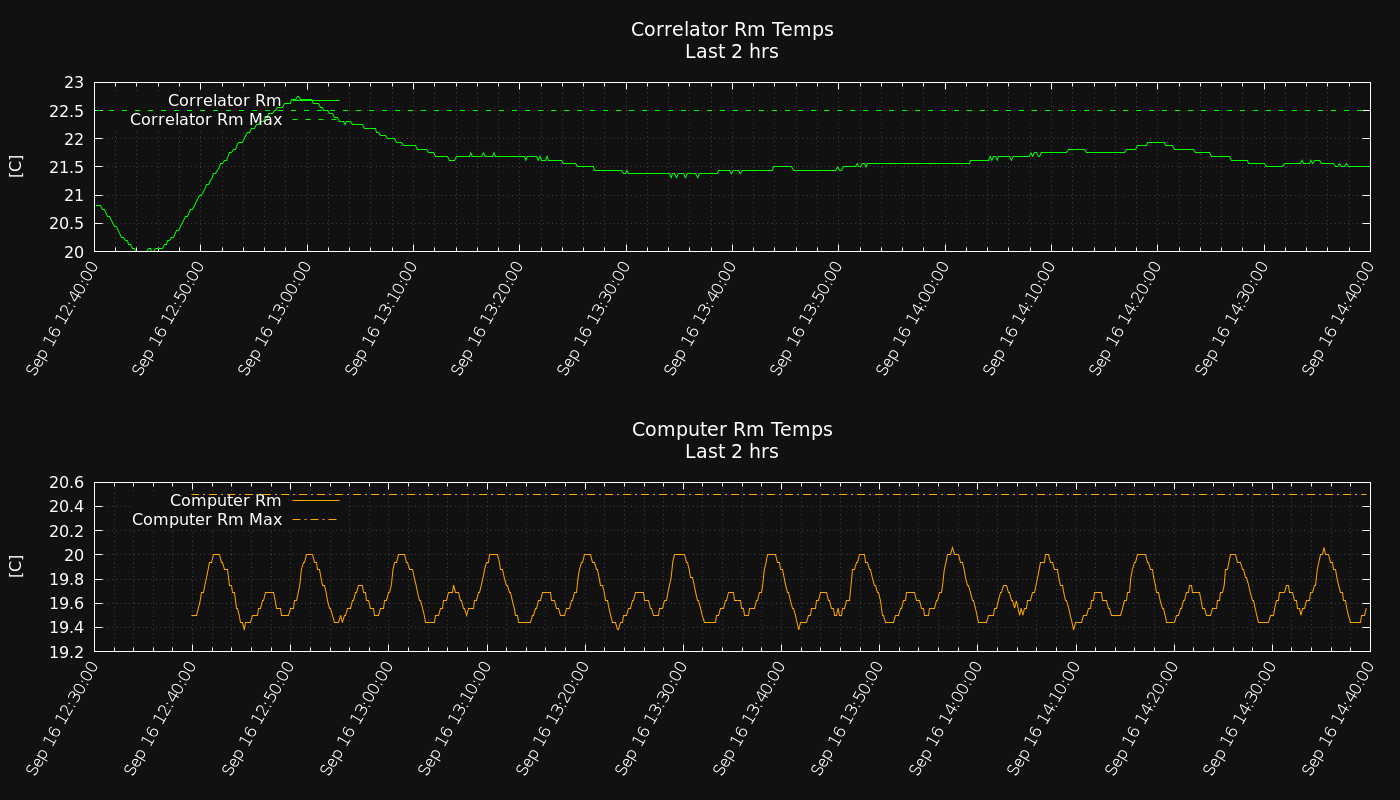 Correlator Rm Temps
Last 2 hrs
[C]
23
22.5
22
21.5
21
20.5
20
Correlator Rm
Correlator Rm Max
Sep 16 12:40:00
Sep 16 12:50:00
Sep 16 13:00:00
Sep 16 13:10:00
Sep 16 13:20:00
Sep 16 13:30:00
Sep 16 13:40:00
Sep 16 13:50:00
Sep 16 14:00:00
Sep 16 14:10:00
Sep 16 14:20:00
Sep 16 14:30:00
Sep 16 14:40:00
Computer Rm Temps
Last 2 hrs
[C]
20.6
20.4
20.2
20
19.8
19.6
19.4
19.2
Computer Rm
Computer Rm Max
Sep 16 12:30:00
Sep 16 12:40:00
Sep 16 12:50:00
Sep 16 13:00:00
Sep 16 13:10:00
Sep 16 13:20:00
Sep 16 13:30:00
Sep 16 13:40:00
Sep 16 13:50:00
Sep 16 14:00:00
Sep 16 14:10:00
Sep 16 14:20:00
Sep 16 14:30:00
Sep 16 14:40:00